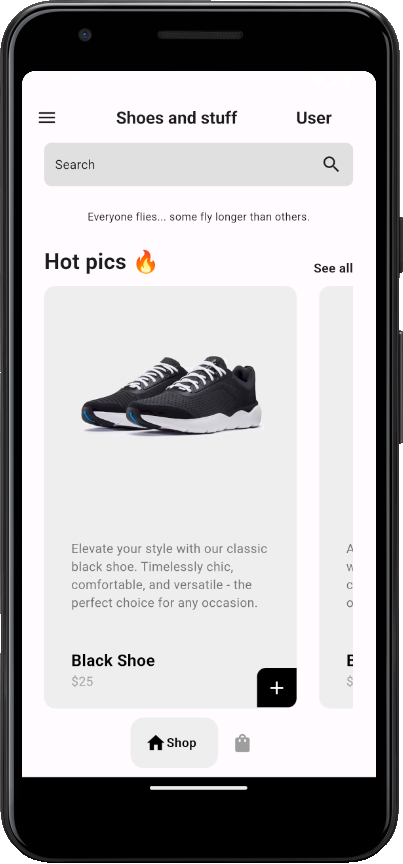 Shoes and stuff User
Search
Everyone flies... some fly longer than others.
Hot pics 🔥
See all
Elevate your style with our classic
black shoe. Timelessly chic,
comfortable, and versatile - the
perfect choice for any occasion.
Black Shoe
$25
+
Shop